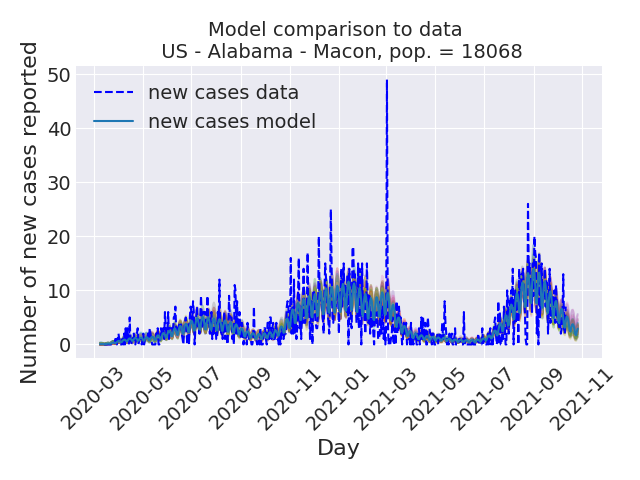 Model comparison to data
US - Alabama - Macon, pop. = 18068
Number of new cases reported
50
40
30
20
10
0
new cases data
new cases model
2020-03
2020-05
2020-07
2020-09
2020-11
2021-01
2021-03
2021-05
2021-07
2021-09
2021-11
Day